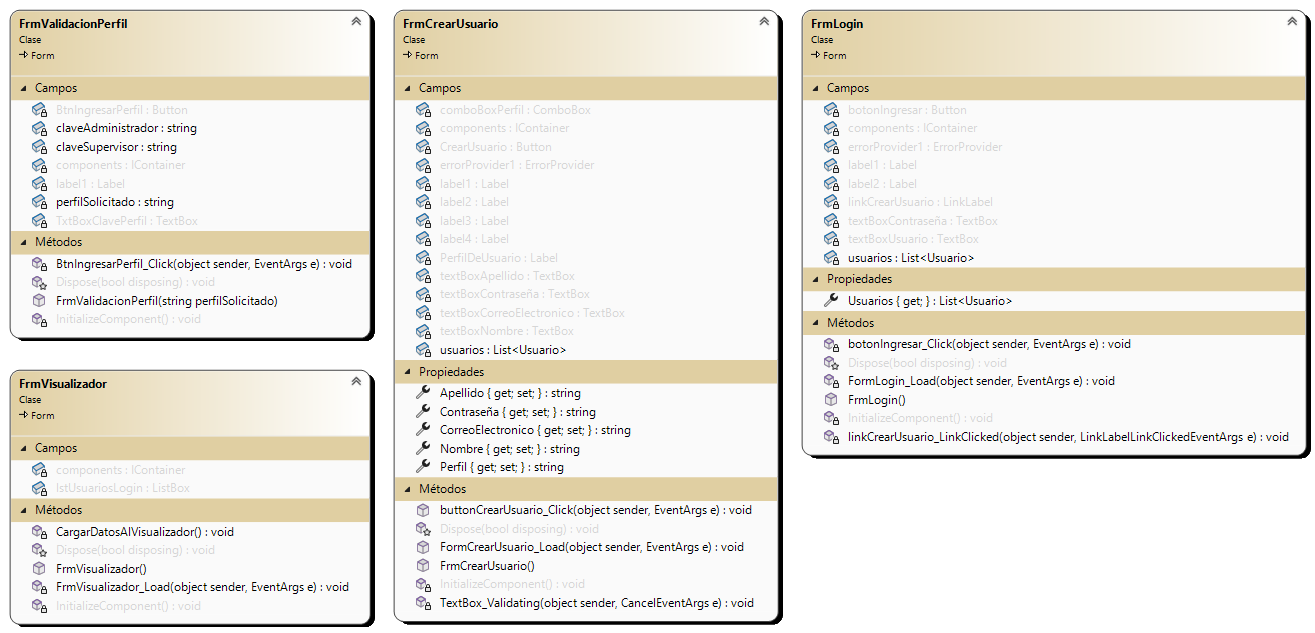 FrmValidacionPerfil
Clase
Form
Campos
BtnIngresarPerfil : Button
claveAdministrador : string
claveSupervisor : string
components : IContainer
label1 : Label
perfilSolicitado : string
TxtBoxClavePerfil : TextBox
Métodos
BtnIngresarPerfil_Click(object sender, EventArgs e) : void
Dispose(bool disposing) : void
FrmValidacionPerfil(string perfilSolicitado)
InitializeComponent() : void
FrmVisualizador
Clase
Form
Campos
components : IContainer
lstUsuariosLogin : ListBox
Métodos
CargarDatosAlVisualizador() : void
Dispose(bool disposing) : void
FrmVisualizador()
FrmVisualizador_Load(object sender, EventArgs e) : void
InitializeComponent() : void
FrmCrearUsuario
Clase
Form
Campos
comboBoxPerfil : ComboBox
components : IContainer
CrearUsuario : Button
errorProvider1 : ErrorProvider
label1 : Label
label2 : Label
label3 : Label
label4 : Label
PerfilDeUsuario : Label
textBoxApellido : TextBox
textBoxContraseña : TextBox
textBoxCorreoElectronico : TextBox
textBoxNombre : TextBox
usuarios : List<Usuario>
Propiedades
Apellido { get; set; } : string
Contraseña { get; set; } : string
CorreoElectronico { get; set; } : string
Nombre { get; set; } : string
Perfil { get; set; } : string
Métodos
buttonCrearUsuario_Click(object sender, EventArgs e) : void
Dispose(bool disposing) : void
FormCrearUsuario_Load(object sender, EventArgs e) : void
FrmCrearUsuario()
InitializeComponent() : void
TextBox_Validating(object sender, CancelEventArgs e) : void
FrmLogin
Clase
Form
Campos
botonIngresar : Button
components : IContainer
errorProvider1 : ErrorProvider
label1 : Label
label2 : Label
linkCrearUsuario : LinkLabel
textBoxContraseña : TextBox
textBoxUsuario : TextBox
usuarios : List<Usuario>
Propiedades
Usuarios { get; } : List<Usuario>
Métodos
botonIngresar_Click(object sender, EventArgs e) : void
Dispose(bool disposing) : void
FormLogin_Load(object sender, EventArgs e) : void
FrmLogin()
InitializeComponent() : void
linkCrearUsuario_LinkClicked(object sender, LinkLabelLinkClickedEventArgs e) : void